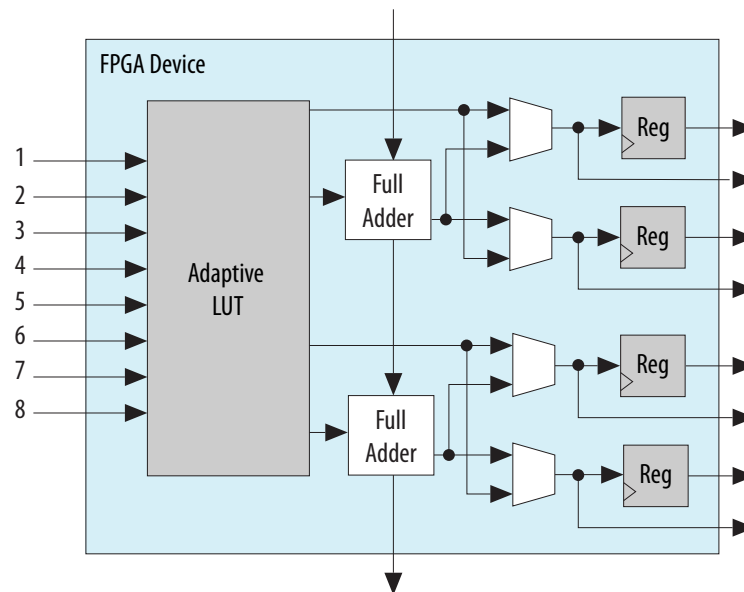 FPGA Device
1
2
3
4
5
6
7
8
Adaptive
LUT
Full
Adder
Full
Adder
Reg
Reg
Reg
Reg